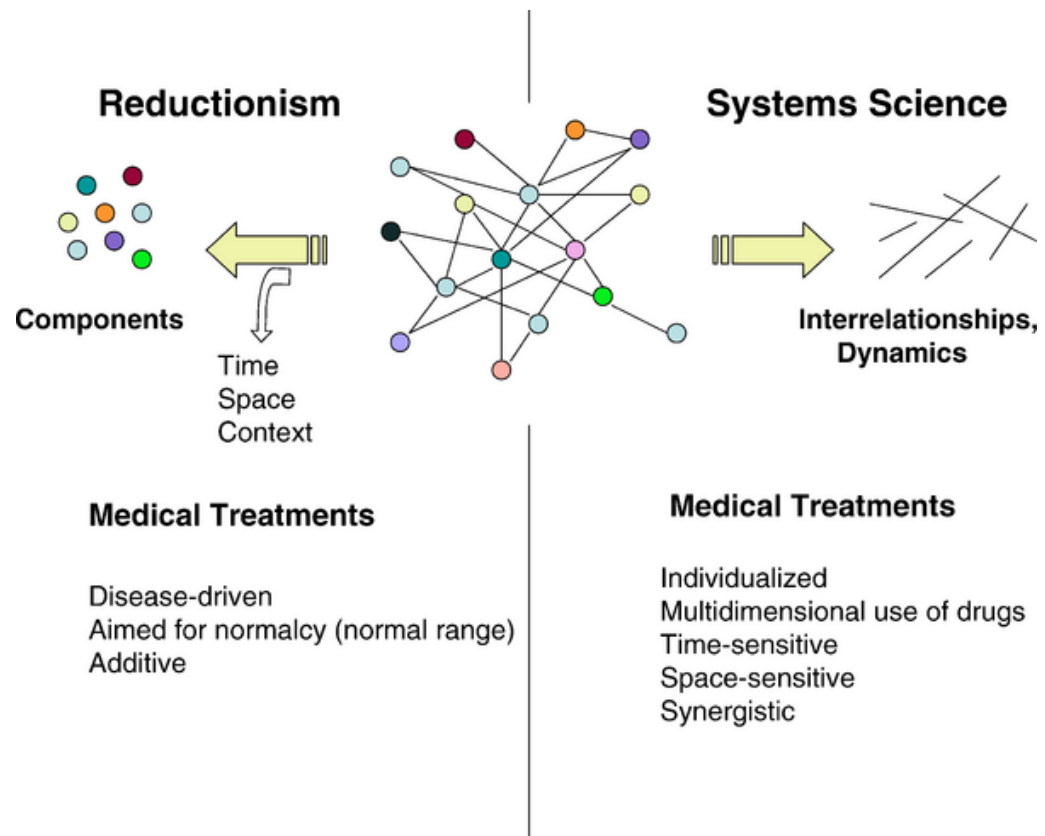 Reductionism
Components
Time
Space
Context
Medical Treatments
Disease-driven
Aimed for normalcy (normal range)
Additive
Systems Science
Interrelationships,
Dynamics
Medical Treatments
Individualized
Multidimensional use of drugs
Time-sensitive
Space-sensitive
Synergistic